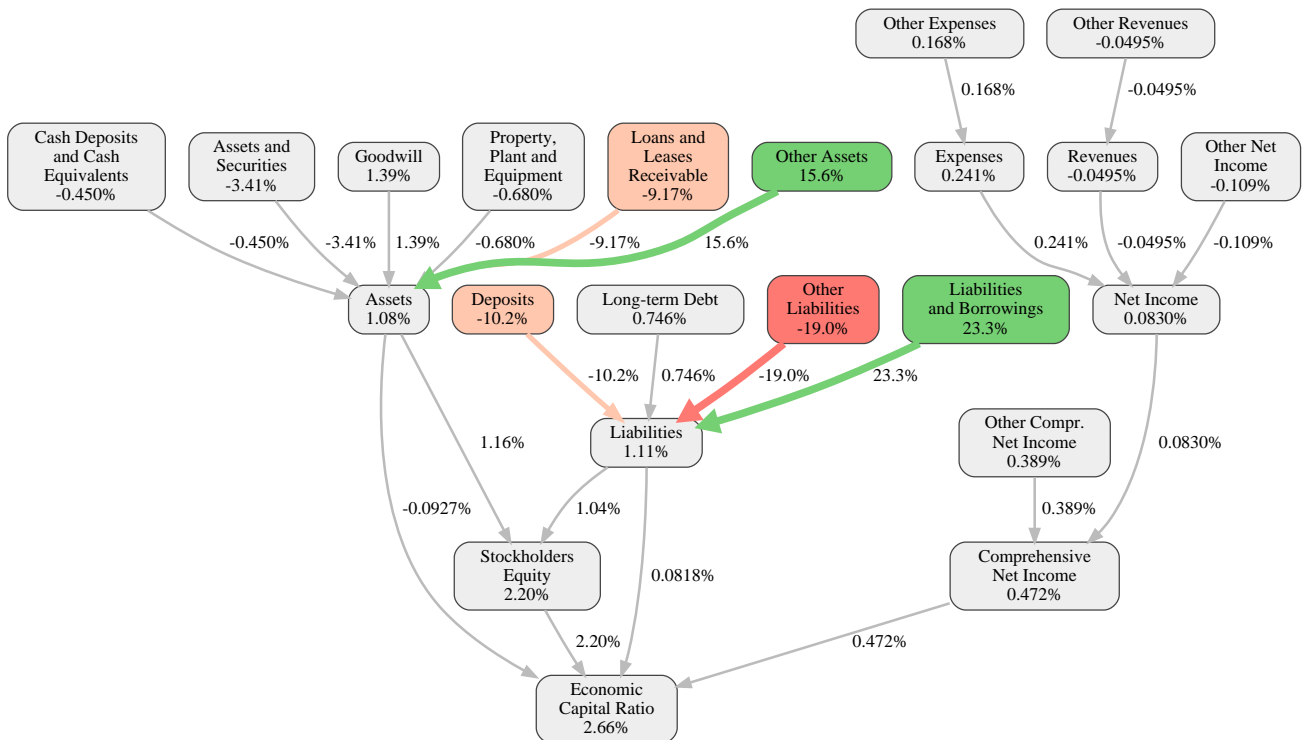 Other Expenses
0.168%
Other Revenues
-0.0495%
0.168%
-0.0495%
Cash Deposits
and Cash
Equivalents
-0.450%
Assets and
Securities
-3.41%
Goodwill
1.39%
Property,
Plant and
Equipment
-0.680%
Loans and
Leases
Receivable
-9.17%
Other Assets
15.6%
Expenses
0.241%
Revenues
-0.0495%
Other Net
Income
-0.109%
-0.450%
-3.41%
1.39%
-0.680%
-9.17%
15.6%
0.241%
-0.0495%
-0.109%
Assets
1.08%
Deposits
-10.2%
Long-term Debt
0.746%
Other
Liabilities
-19.0%
Liabilities
and Borrowings
23.3%
Net Income
0.0830%
-10.2%
0.746%
-19.0%
23.3%
Liabilities
1.11%
Other Compr.
Net Income
0.389%
1.16%
0.0830%
-0.0927%
1.04%
0.389%
Stockholders
Equity
2.20%
0.0818%
Comprehensive
Net Income
0.472%
2.20%
0.472%
Economic
Capital Ratio
2.66%